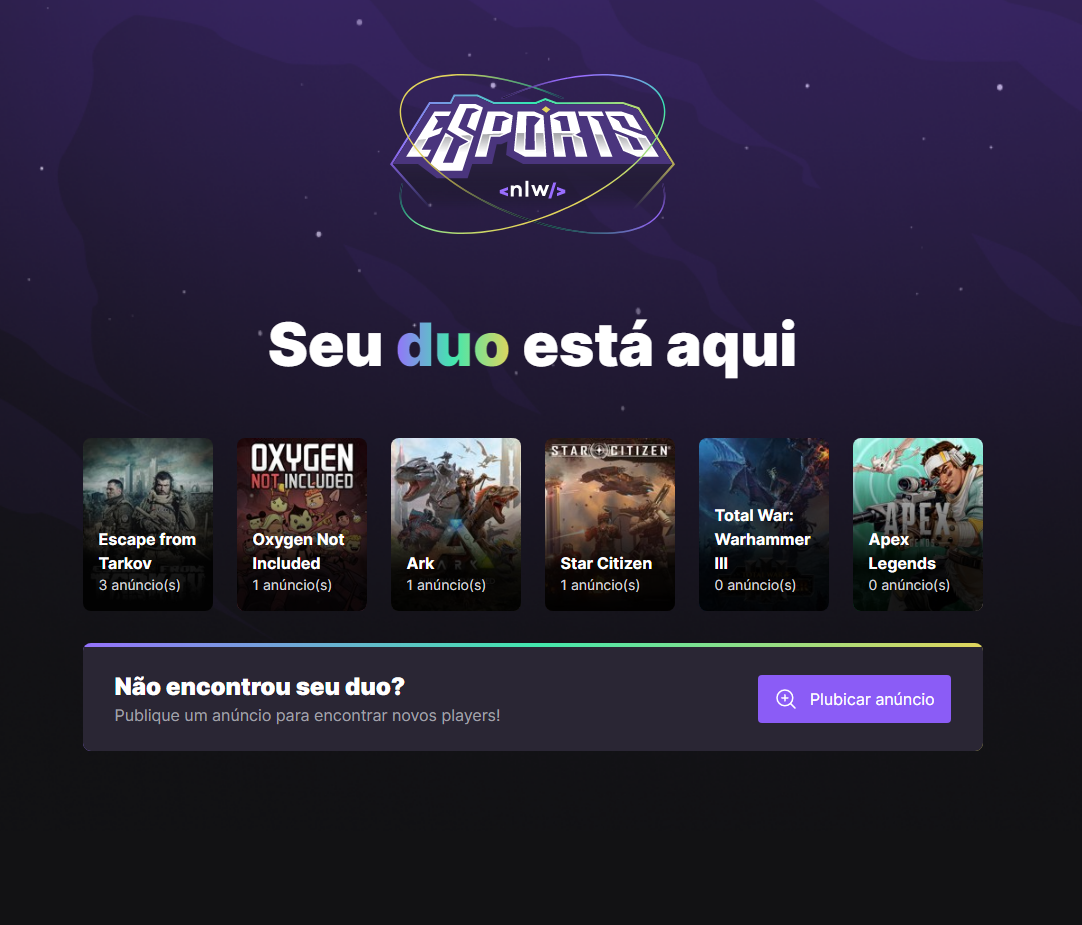 ESPORTS
<nlw/>
Seu duo está aqui
OXYGEN
NOT INCLUDED
STAR CITIZEN
APEX
ARK
Escape from
Tarkov
3 anúncio(s)
Oxygen Not
Included
1 anúncio(s)
Ark
1 anúncio(s)
Star Citizen
1 anúncio(s)
Total War:
Warhammer
III
0 anúncio(s)
Apex
Legends
0 anúncio(s)
Não encontrou seu duo?
Publique um anúncio para encontrar novos players!
Plubicar anúncio